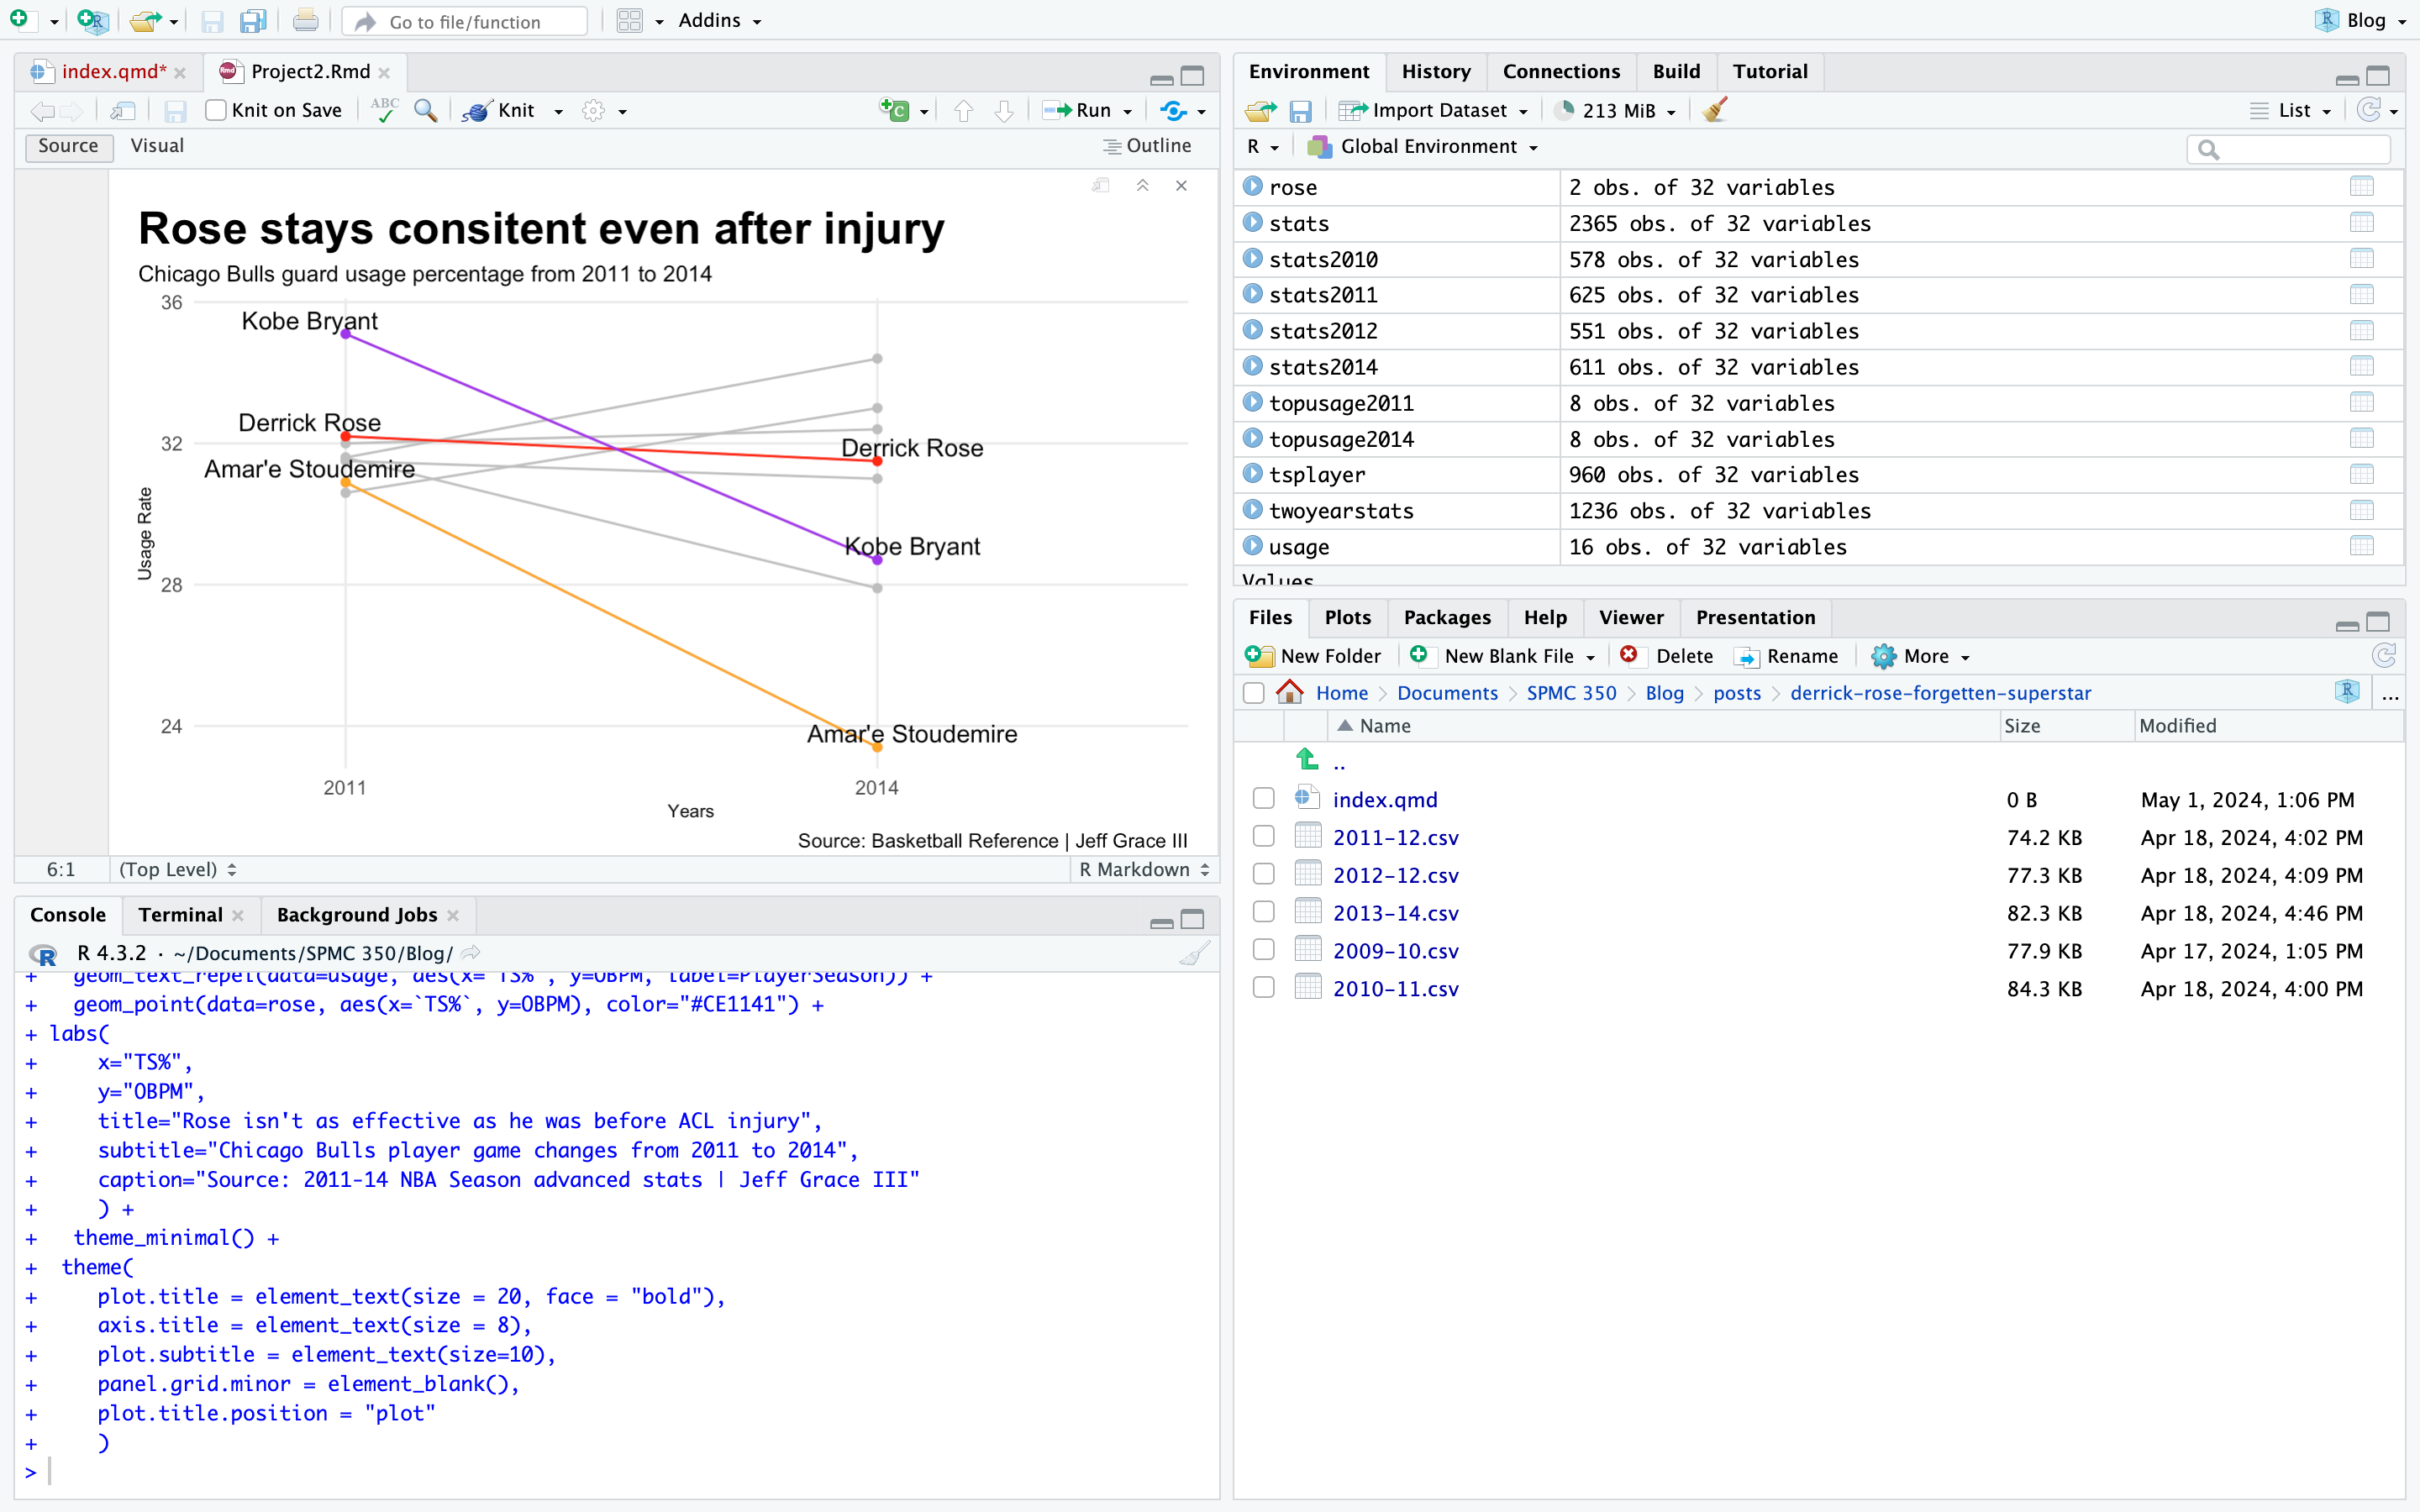 Go to file/function
Addins
Blog
index.qmd*
Project2.Rmd
Knit on Save
ABC
Knit
Run
Source
Visual
Outline
Rose stays consitent even after injury
Chicago Bulls guard usage percentage from 2011 to 2014
36
Kobe Bryant
Derrick Rose
32
Derrick Rose
Amar'e Stoudemire
Usage Rate
Kobe Bryant
28
24
Amar'e Stoudemire
2011
2014
Years
Source: Basketball Reference | Jeff Grace III
6:1
(Top Level)
R Markdown
Console
Terminal
Background Jobs
R 4.3.2 · ~/Documents/SPMC 350/Blog/
+ geom_text_repel(data=usage, aes(x=`TS%`, y=OBPM, label=PlayerSeason)) +
+ geom_point(data=rose, aes(x=`TS%`, y=OBPM), color="#CE1141") +
+ labs(
+ x="TS%",
+ y="OBPM",
+ title="Rose isn't as effective as he was before ACL injury",
+ subtitle="Chicago Bulls player game changes from 2011 to 2014",
+ caption="Source: 2011-14 NBA Season advanced stats | Jeff Grace III"
+ ) +
+ theme_minimal() +
+ theme(
+ plot.title = element_text(size = 20, face = "bold"),
+ axis.title = element_text(size = 8),
+ plot.subtitle = element_text(size=10),
+ panel.grid.minor = element_blank(),
+ plot.title.position = "plot"
+ )
>
Environment
History
Connections
Build
Tutorial
Import Dataset
213 MiB
List
R
Global Environment
rose 2 obs. of 32 variables
stats 2365 obs. of 32 variables
stats2010 578 obs. of 32 variables
stats2011 625 obs. of 32 variables
stats2012 551 obs. of 32 variables
stats2014 611 obs. of 32 variables
topusage2011 8 obs. of 32 variables
topusage2014 8 obs. of 32 variables
tsplayer 960 obs. of 32 variables
twoyearstats 1236 obs. of 32 variables
usage 16 obs. of 32 variables
Values
Files
Plots
Packages
Help
Viewer
Presentation
New Folder
New Blank File
Delete
Rename
More
Home > Documents > SPMC 350 > Blog > posts > derrick-rose-forgetten-superstar
...
Name Size Modified
..
index.qmd 0 B May 1, 2024, 1:06 PM
2011-12.csv 74.2 KB Apr 18, 2024, 4:02 PM
2012-12.csv 77.3 KB Apr 18, 2024, 4:09 PM
2013-14.csv 82.3 KB Apr 18, 2024, 4:46 PM
2009-10.csv 77.9 KB Apr 17, 2024, 1:05 PM
2010-11.csv 84.3 KB Apr 18, 2024, 4:00 PM